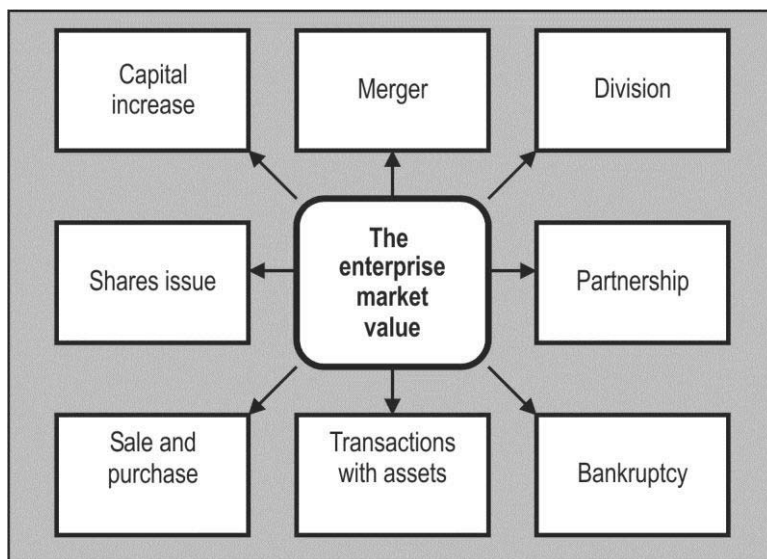 Capital
increase
Merger
Division
Shares issue
The
enterprise
market
value
Partnership
Sale and
purchase
Transactions
with assets
Bankruptcy